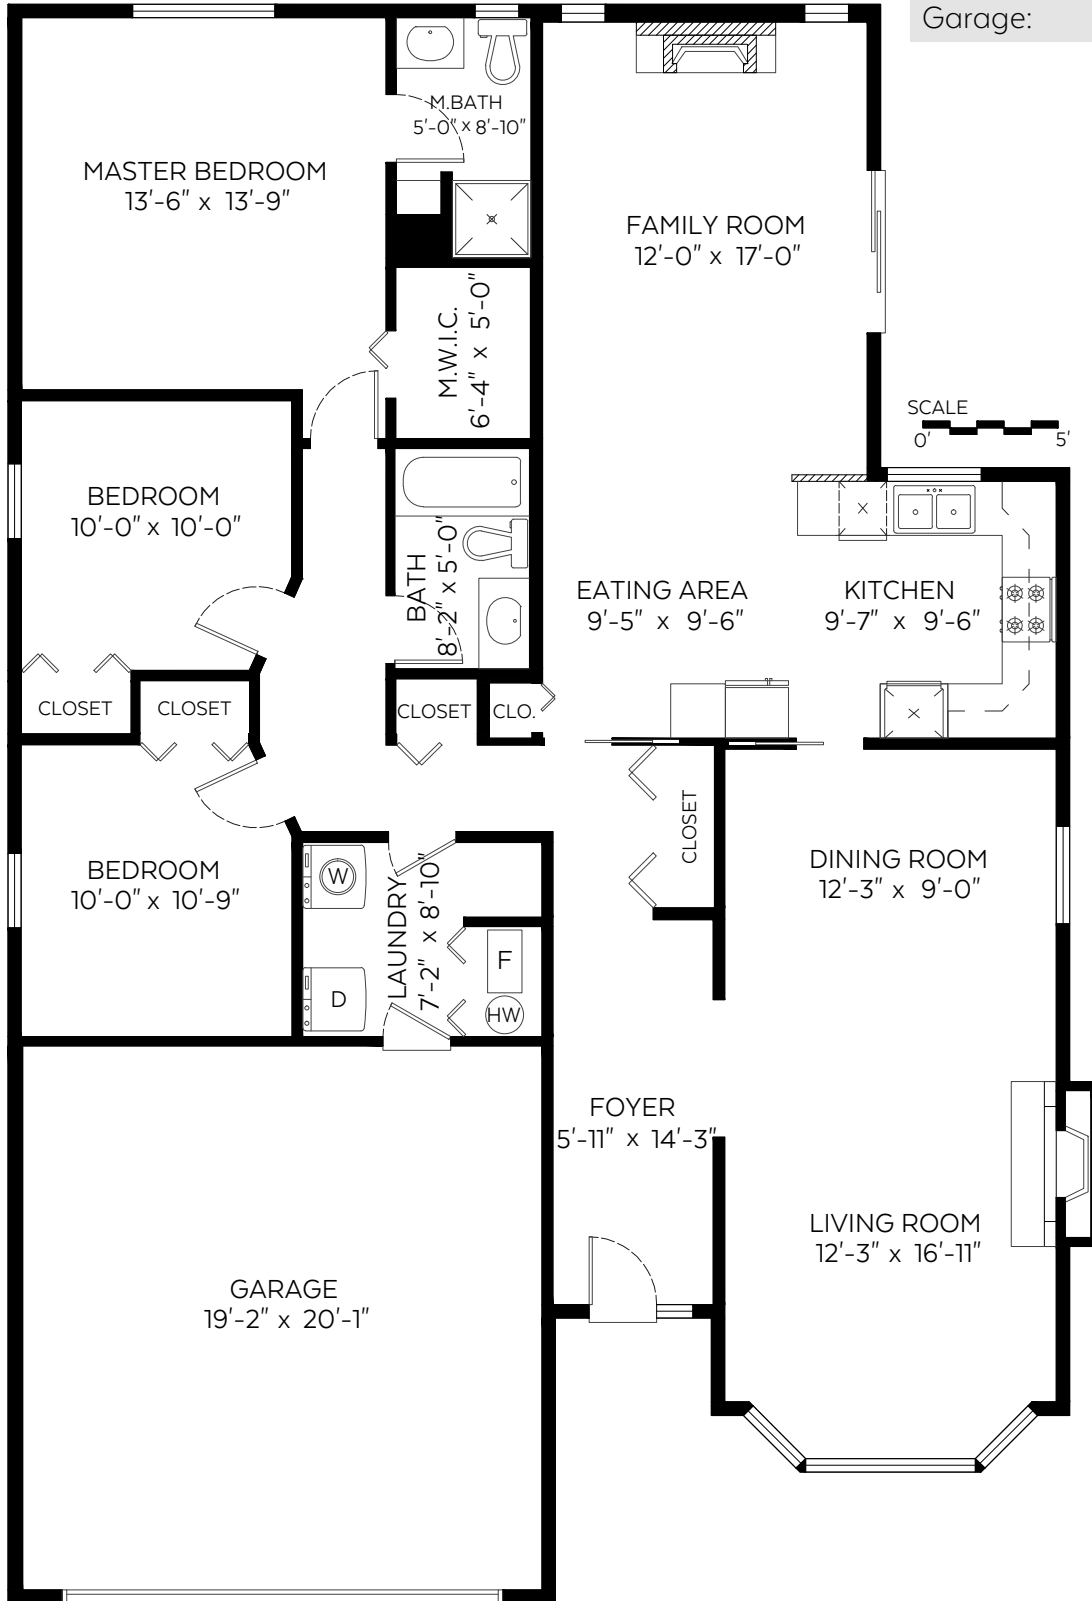 Garage:
M.BATH
5'-0" x 8'-10"
MASTER BEDROOM
13'-6" x 13'-9"
FAMILY ROOM
12'-0" x 17'-0"
M.W.I.C.
6'-4" x 5'-0"
SCALE
0' 5'
BEDROOM
10'-0" x 10'-0"
BATH
8'-2" x 5'-0"
EATING AREA
9'-5" x 9'-6"
KITCHEN
9'-7" x 9'-6"
CLOSET
CLOSET
CLOSET
CLO.
CLOSET
BEDROOM
10'-0" x 10'-9"
W
LAUNDRY
7'-2" x 8'-10"
D
F
HW
DINING ROOM
12'-3" x 9'-0"
FOYER
5'-11" x 14'-3"
LIVING ROOM
12'-3" x 16'-11"
GARAGE
19'-2" x 20'-1"